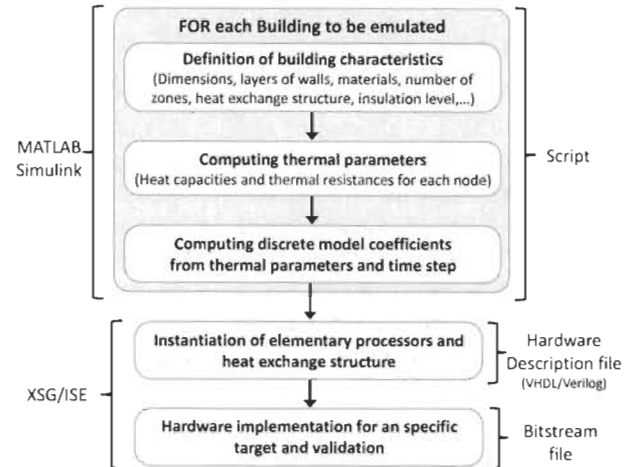 FOR each Building to be emulated
Definition of building characteristics
(Dimensions, layers of walls, materials, number of
zones, heat exchange structure, insulation level,...)
MATLAB
Simulink
Computing thermal parameters
(Heat capacities and thermal resistances for each node)
Script
Computing discrete model coefficients
from thermal parameters and time step
Instantiation of elementary processors and
heat exchange structure
Hardware
Description file
(VHDL/Verilog)
XSG/ISE
Hardware implementation for an specific
target and validation
Bitstream
file